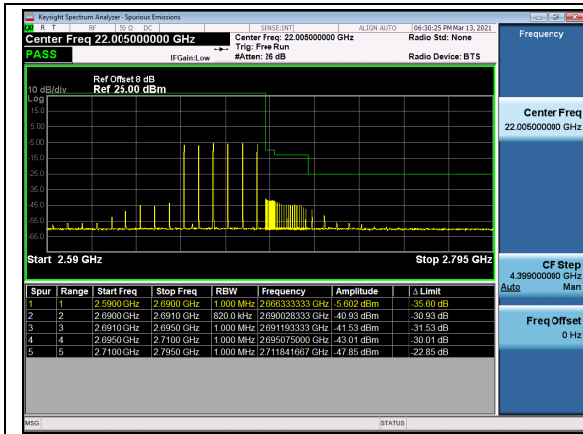 Keysight Spectrum Analyzer - Spurious Emissions
R T RF 50 Ω DC SENSE:INT ALIGN AUTO 06:30:25 PM Mar 13, 2021
Center Freq 22.005000000 GHz
Center Freq: 22.005000000 GHz
Radio Std: None
Trig: Free Run
PASS
IFGain:Low
#Atten: 26 dB
Radio Device: BTS
Ref Offset 8 dB
10 dB/div Ref 25.00 dBm
Log
15.0
5.00
-5.00
-15.0
-25.0
-35.0
-45.0
-55.0
-65.0
Start 2.59 GHz Stop 2.795 GHz
Spur Range Start Freq Stop Freq RBW Frequency Amplitude Δ Limit
1 1 2.5900 GHz 2.6900 GHz 1.000 MHz 2.666333333 GHz -5.602 dBm -35.60 dB
2 2 2.6900 GHz 2.6910 GHz 820.0 kHz 2.690028333 GHz -40.93 dBm -30.93 dB
3 3 2.6910 GHz 2.6950 GHz 1.000 MHz 2.691193333 GHz -41.53 dBm -31.53 dB
4 4 2.6950 GHz 2.7100 GHz 1.000 MHz 2.695075000 GHz -43.01 dBm -30.01 dB
5 5 2.7100 GHz 2.7950 GHz 1.000 MHz 2.711841667 GHz -47.85 dBm -22.85 dB
MSG STATUS
Frequency
Center Freq
22.005000000 GHz
CF Step
4.399000000 GHz
Auto Man
Freq Offset
0 Hz